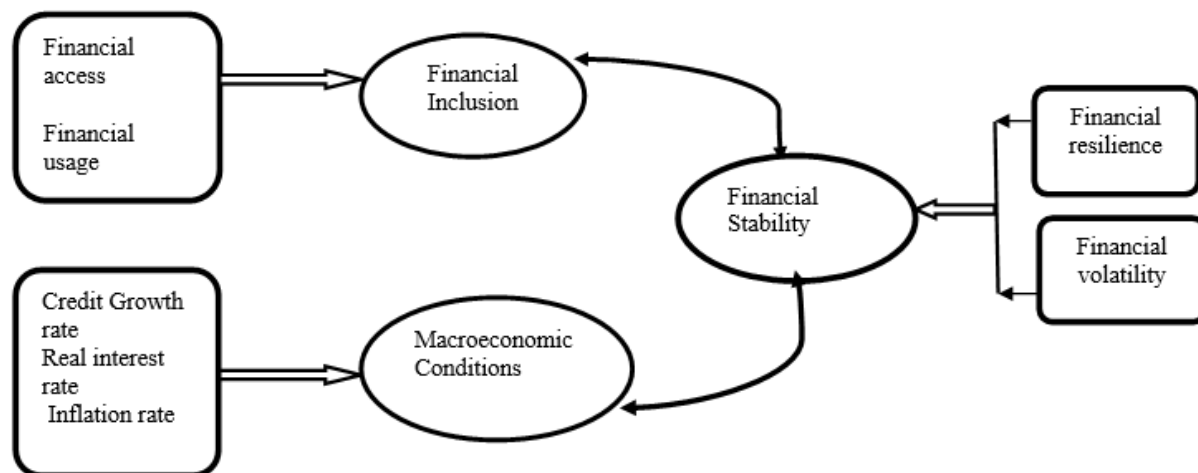 Financial
access
Financial
usage
Financial
Inclusion
Financial
Stability
Financial
resilience
Financial
volatility
Credit Growth
rate
Real interest
rate
Inflation rate
Macroeconomic
Conditions